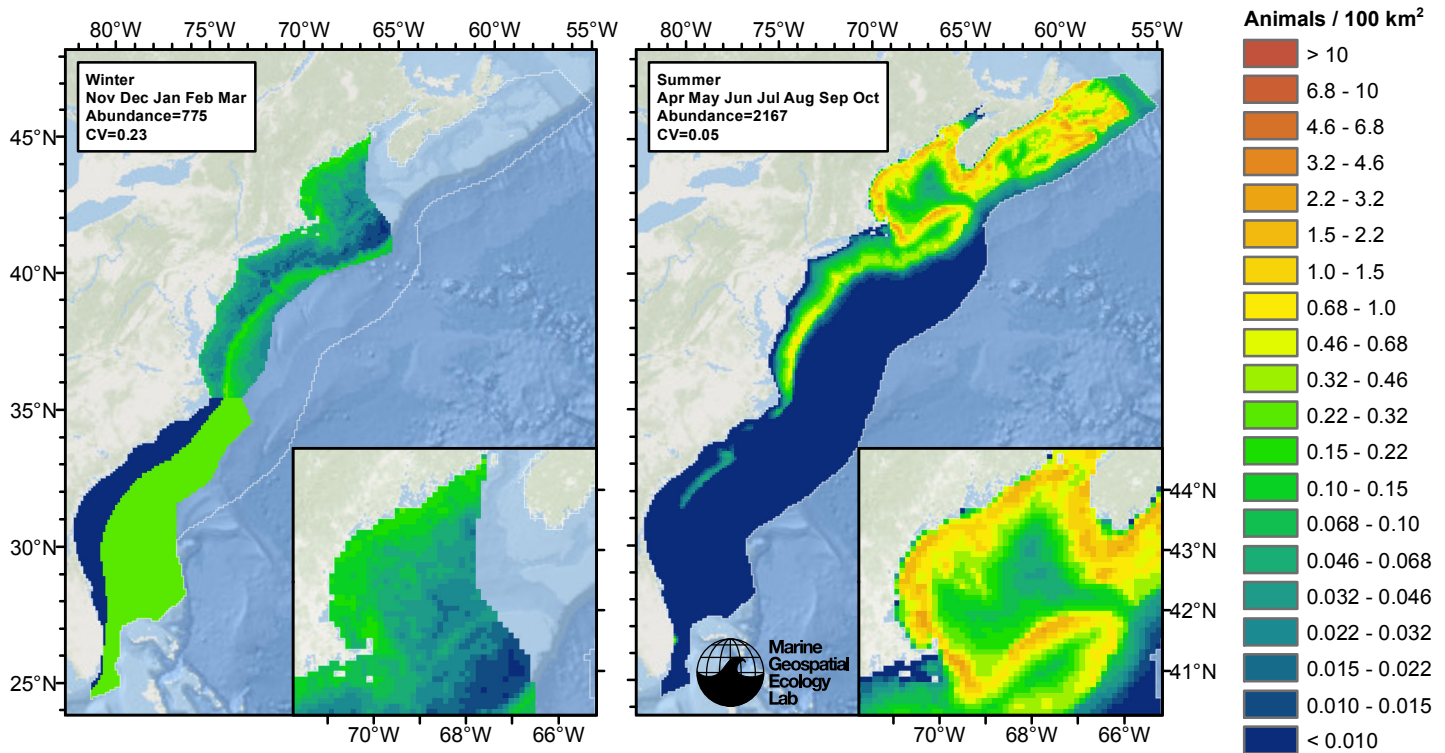 80°W 75°W 70°W 65°W 60°W 55°W
80°W 75°W 70°W 65°W 60°W 55°W
Animals / 100 km²
Winter
Nov Dec Jan Feb Mar
Abundance=775
CV=0.23
Summer
Apr May Jun Jul Aug Sep Oct
Abundance=2167
CV=0.05
45°N
40°N
35°N
30°N
25°N
44°N
43°N
42°N
41°N
70°W 68°W 66°W
70°W 68°W 66°W
Marine
Geospatial
Ecology
Lab
> 10
6.8 - 10
4.6 - 6.8
3.2 - 4.6
2.2 - 3.2
1.5 - 2.2
1.0 - 1.5
0.68 - 1.0
0.46 - 0.68
0.32 - 0.46
0.22 - 0.32
0.15 - 0.22
0.10 - 0.15
0.068 - 0.10
0.046 - 0.068
0.032 - 0.046
0.022 - 0.032
0.015 - 0.022
0.010 - 0.015
< 0.010